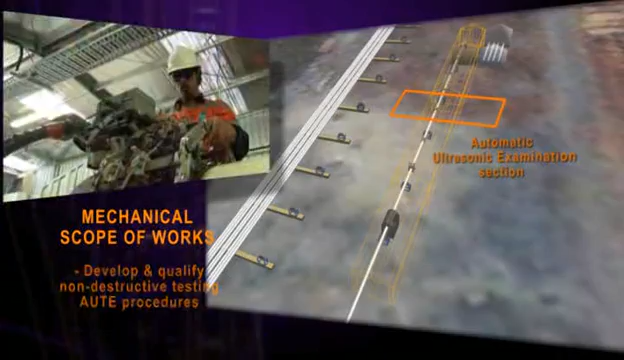 Automatic
Ultrasonic Examination
section
MECHANICAL
SCOPE OF WORKS
- Develop & qualify
non-destructive testing
AUTE procedures